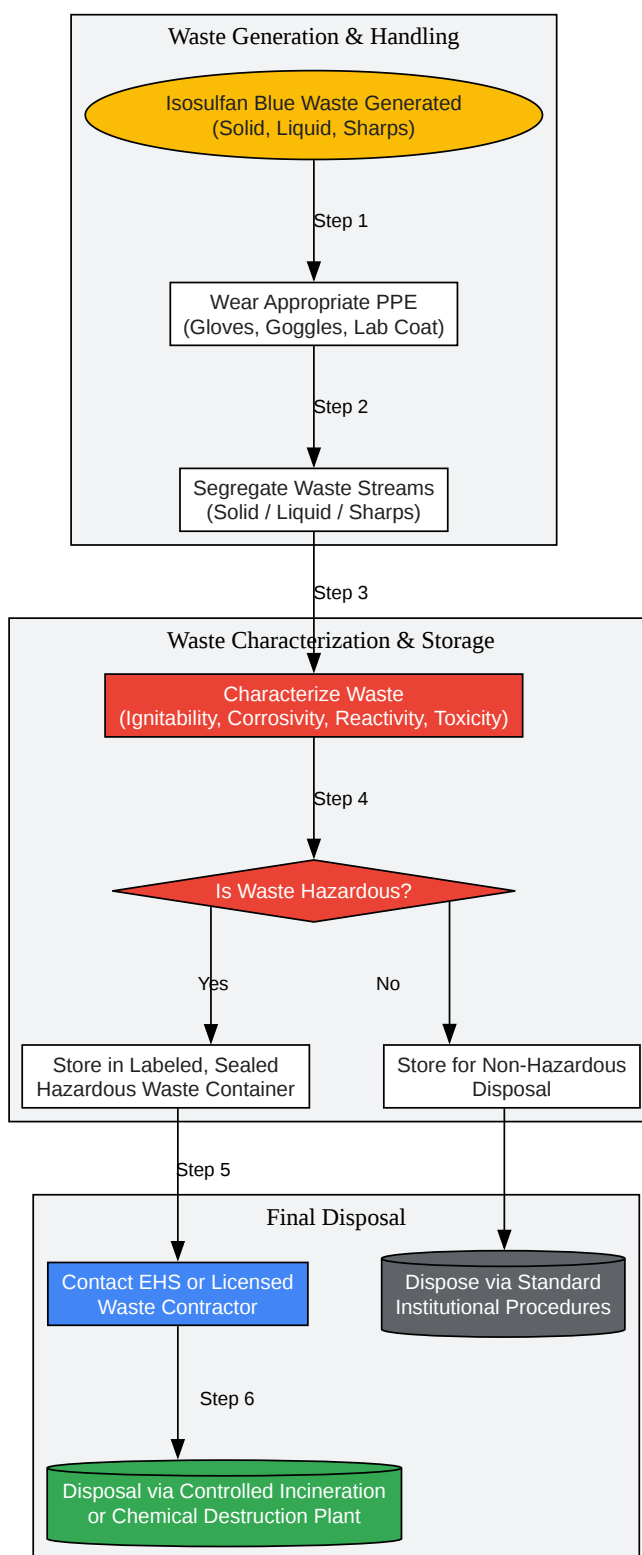 Waste Generation & Handling
Isosulfan Blue Waste Generated
(Solid, Liquid, Sharps)
Step 1
Wear Appropriate PPE
(Gloves, Goggles, Lab Coat)
Step 2
Segregate Waste Streams
(Solid / Liquid / Sharps)
Step 3
Waste Characterization & Storage
Characterize Waste
(Ignitability, Corrosivity, Reactivity, Toxicity)
Step 4
Is Waste Hazardous?
Yes
No
Store in Labeled, Sealed
Hazardous Waste Container
Store for Non-Hazardous
Disposal
Step 5
Final Disposal
Contact EHS or Licensed
Waste Contractor
Dispose via Standard
Institutional Procedures
Step 6
Disposal via Controlled Incineration
or Chemical Destruction Plant